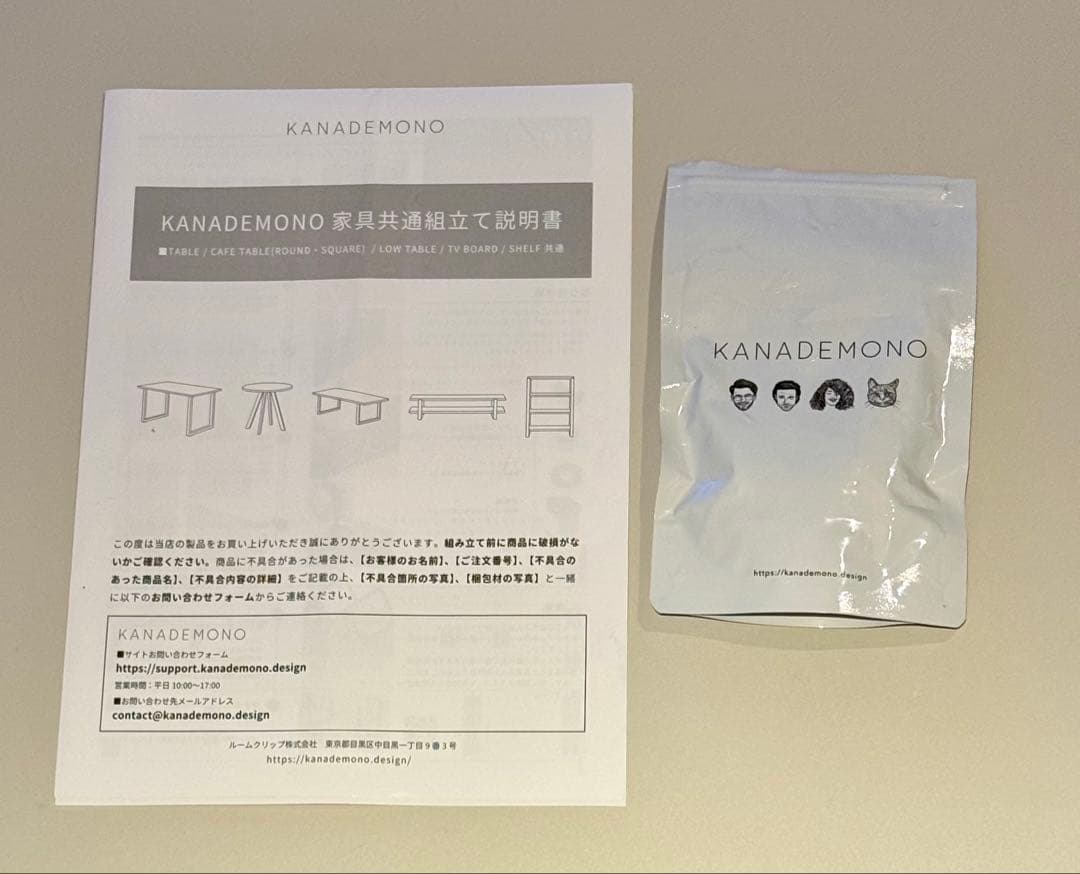 KANADEMONO
KANADEMONO 家具共通組立て説明書
■TABLE / CAFE TABLE(ROUND・SQUARE) / LOW TABLE / TV BOARD / SHELF 共通
この度は当店の製品をお買い上げいただき誠にありがとうございます。組み立て前に商品に破損がな
いかご確認ください。商品に不具合があった場合は、【お客様のお名前】、【ご注文番号】、【不具合の
あった商品名】、【不具合内容の詳細】をご記載の上、【不具合箇所の写真】、【梱包材の写真】と一緒
に以下のお問い合わせフォームからご連絡ください。
KANADEMONO
■サイトお問い合わせフォーム
https://support.kanademono.design
営業時間：平日 10:00〜17:00
■お問い合わせ先メールアドレス
contact@kanademono.design
ルームクリップ株式会社 東京都目黒区中目黒一丁目9番3号
https://kanademono.design/
KANADEMONO
https://kanademono.design